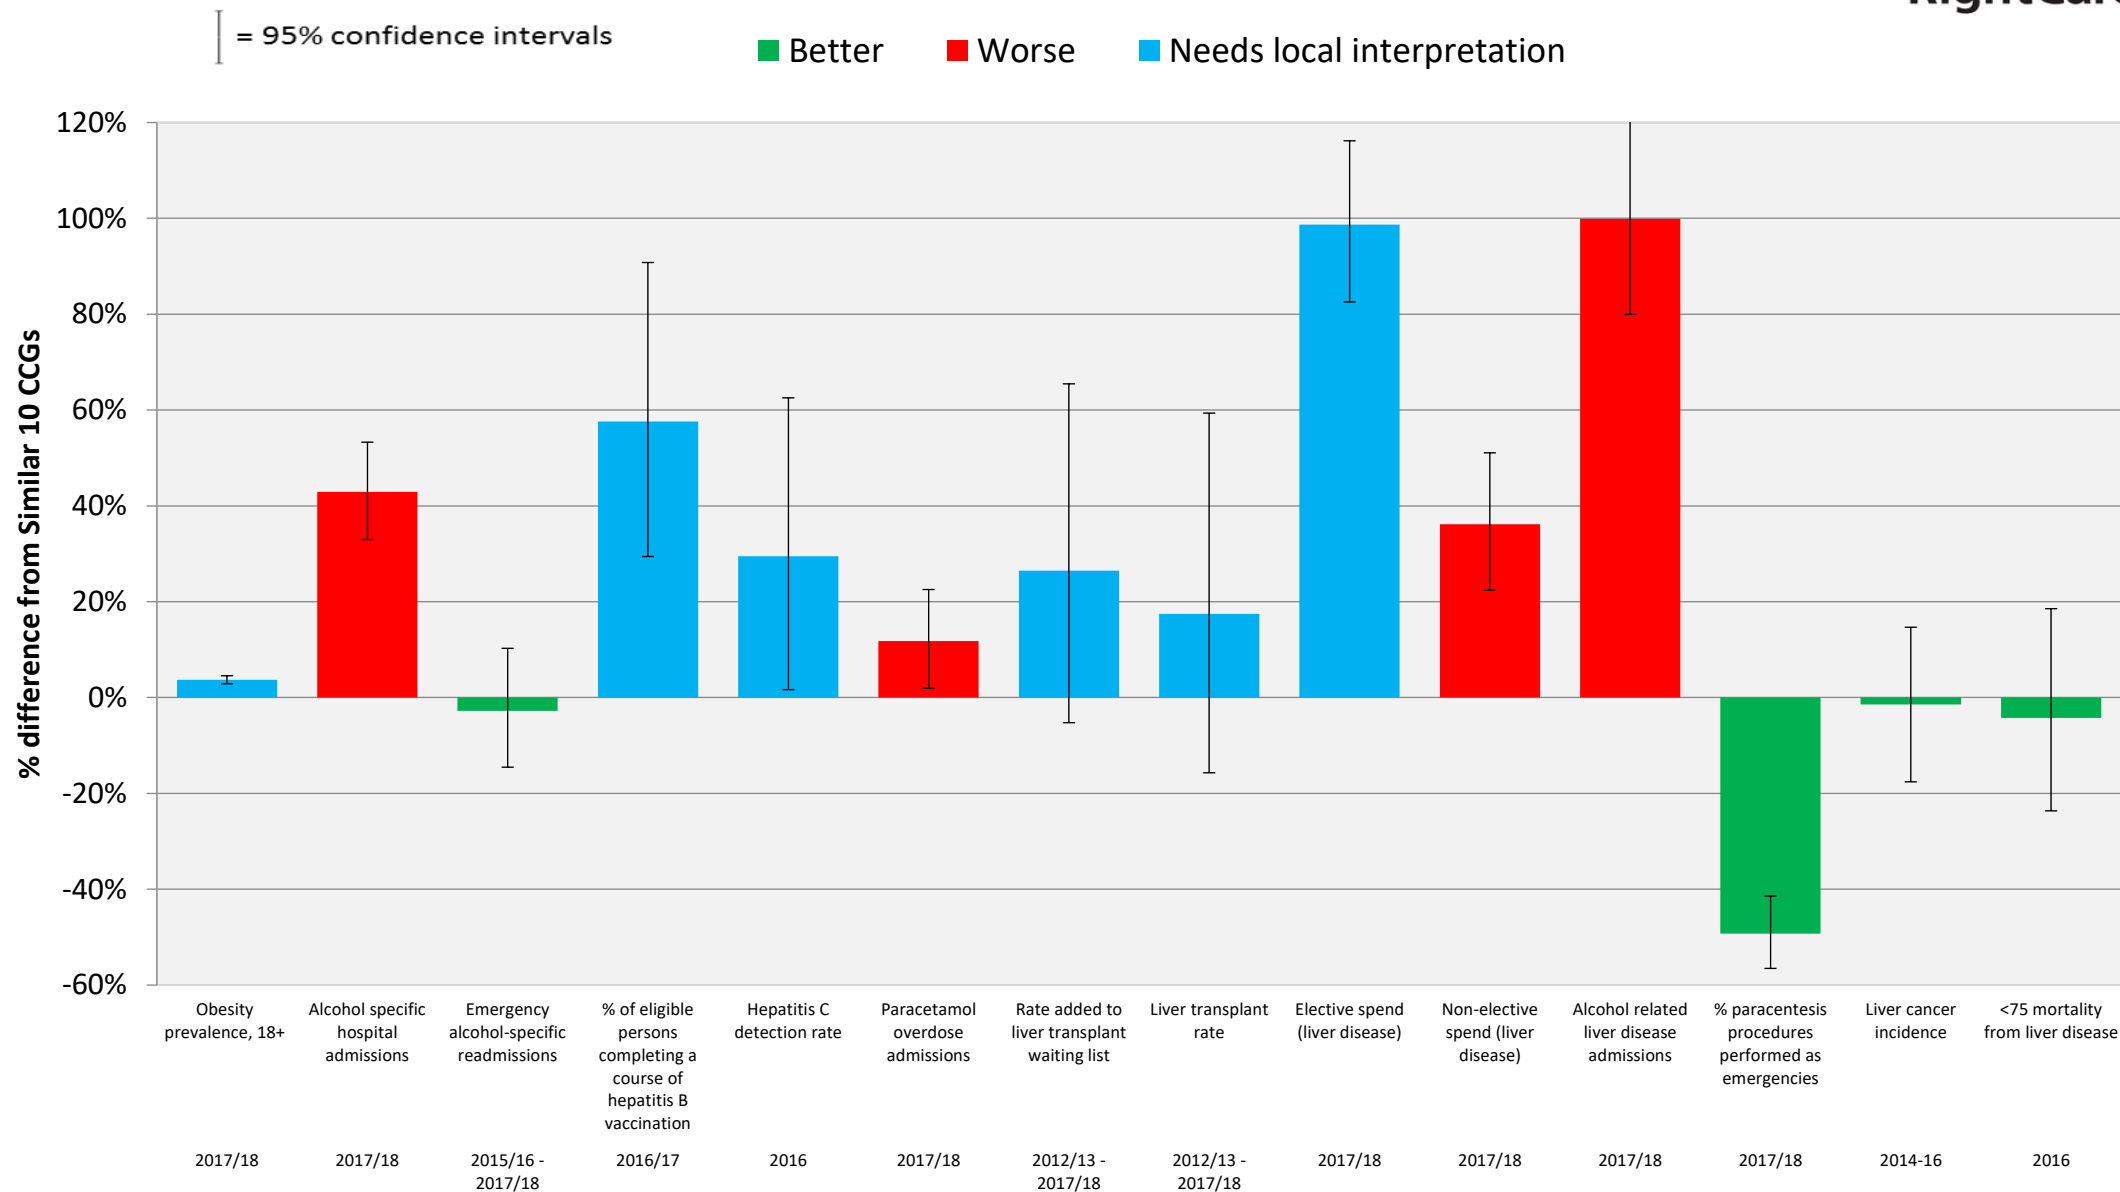 = 95% confidence intervals
Better
Worse
Needs local interpretation
% difference from Similar 10 CCGs
120%
100%
80%
60%
40%
20%
0%
-20%
-40%
-60%
Obesity
prevalence, 18+
2017/18
Alcohol specific
hospital
admissions
2017/18
Emergency
alcohol-specific
readmissions
2015/16 -
2017/18
% of eligible
persons
completing a
course of
hepatitis B
vaccination
2016/17
Hepatitis C
detection rate
2016
Paracetamol
overdose
admissions
2017/18
Rate added to
liver transplant
waiting list
2012/13 -
2017/18
Liver transplant
rate
2012/13 -
2017/18
Elective spend
(liver disease)
2017/18
Non-elective
spend (liver
disease)
2017/18
Alcohol related
liver disease
admissions
2017/18
% paracentesis
procedures
performed as
emergencies
2017/18
Liver cancer
incidence
2014-16
<75 mortality
from liver disease
2016